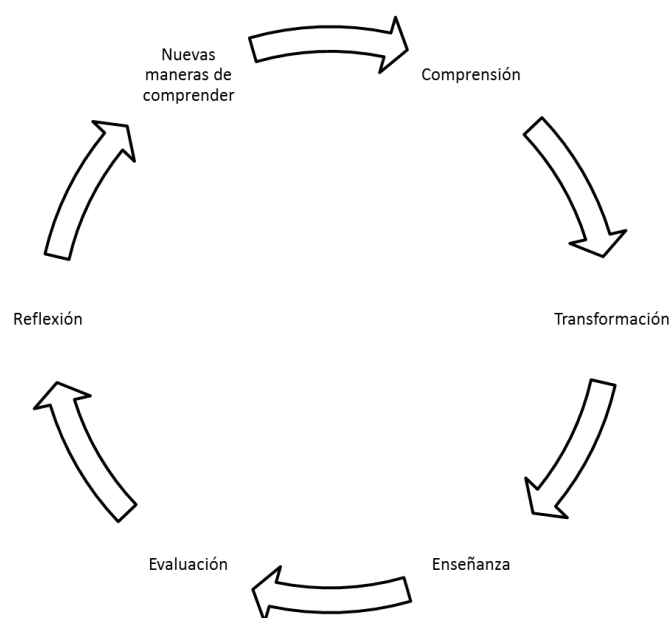 Nuevas
maneras de
comprender
Comprensión
Reflexión
Transformación
Evaluación
Enseñanza